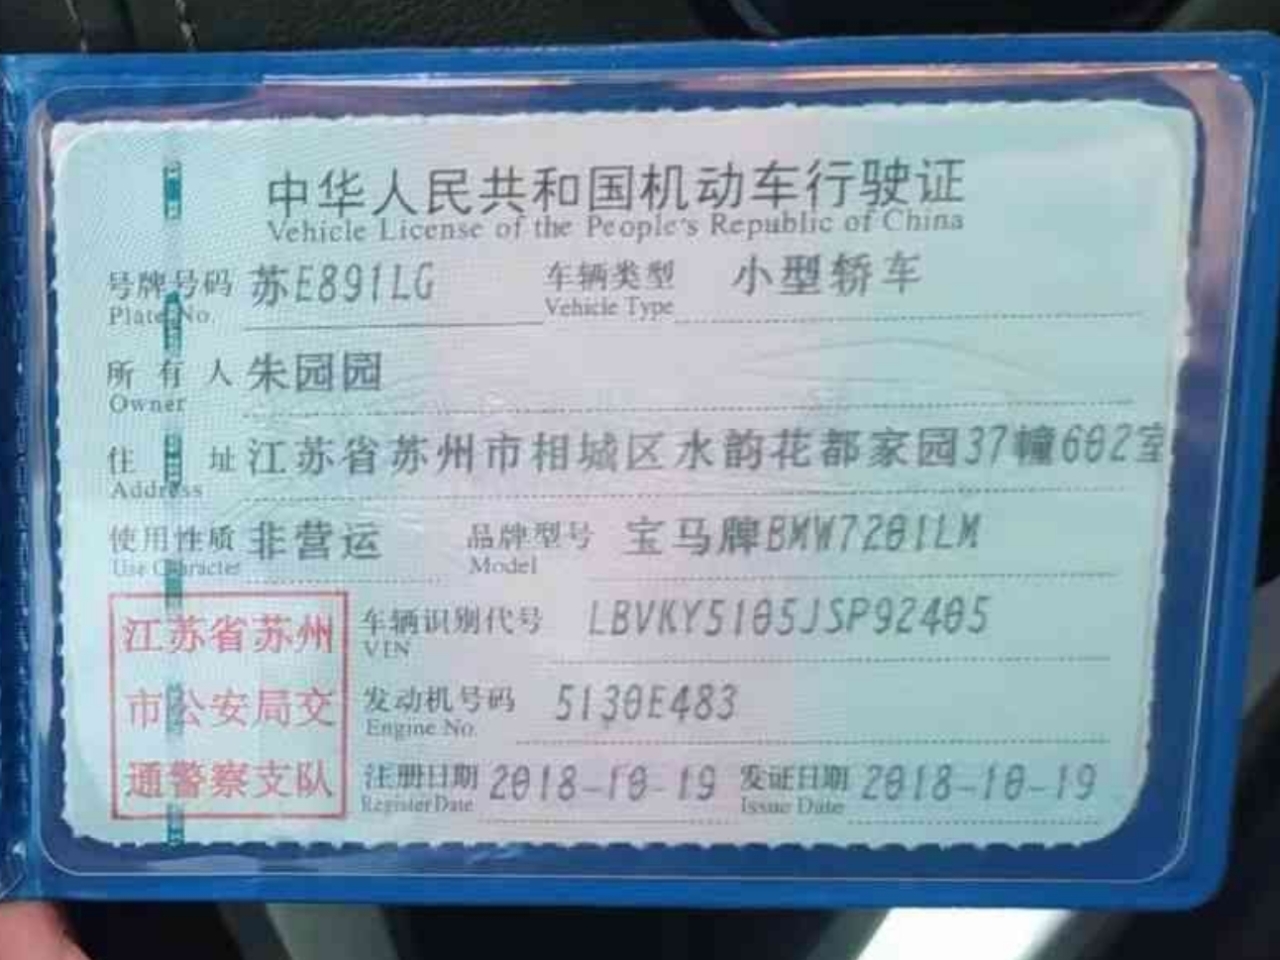 中华人民共和国机动车行驶证
Vehicle License of the People's Republic of China
号牌号码 苏E891LG 车辆类型 小型轿车
Plate No. Vehicle Type
所有人 朱园园
Owner
住址 江苏省苏州市相城区水韵花都家园37幢602室
Address
使用性质 非营运 品牌型号 宝马牌BMW7201LM
Use Character Model
江苏省苏州 车辆识别代号 LBVKY5105JSP92405
VIN
市公安局交 发动机号码 5130E483
Engine No.
通警察支队 注册日期 2018-10-19 发证日期 2018-10-19
Register Date Issue Date